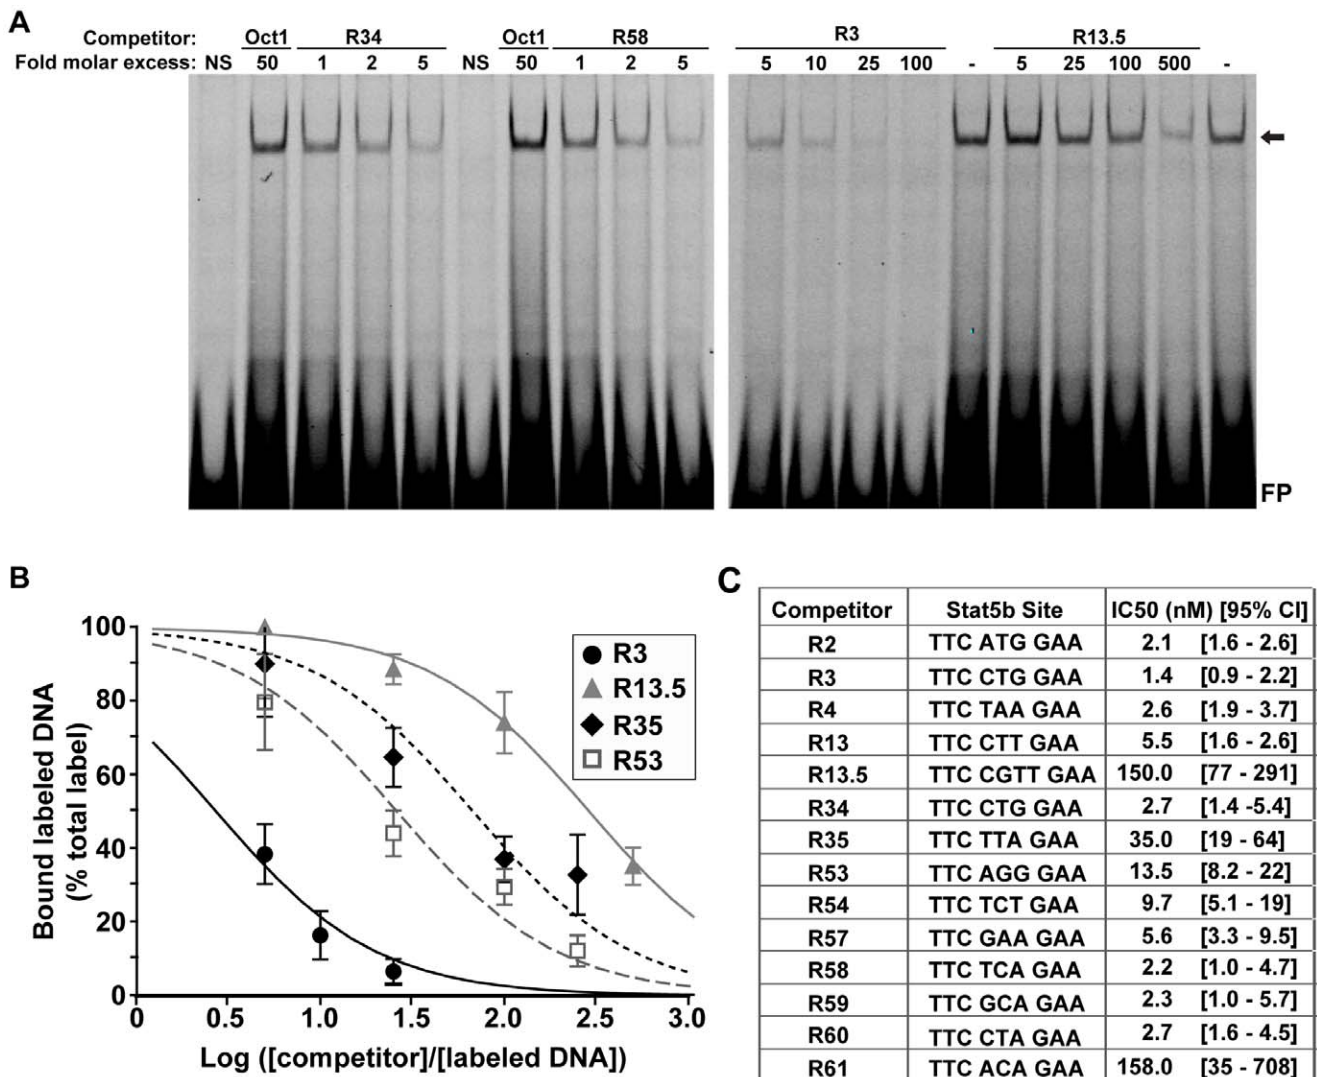 A
Competitor: Oct1 R34 Oct1 R58 R3 R13.5
Fold molar excess: NS 50 1 2 5 NS 50 1 2 5 5 10 25 100 - 5 25 100 500 -
FP
B
Bound labeled DNA
(% total label)
100
80
60
40
20
0
0 0.5 1.0 1.5 2.0 2.5 3.0
Log ([competitor]/[labeled DNA])
R3
R13.5
R35
R53
C
Competitor Stat5b Site IC50 (nM) [95% CI]
R2 TTC ATG GAA 2.1 [1.6 - 2.6]
R3 TTC CTG GAA 1.4 [0.9 - 2.2]
R4 TTC TAA GAA 2.6 [1.9 - 3.7]
R13 TTC CTT GAA 5.5 [1.6 - 2.6]
R13.5 TTC CGTT GAA 150.0 [77 - 291]
R34 TTC CTG GAA 2.7 [1.4 -5.4]
R35 TTC TTA GAA 35.0 [19 - 64]
R53 TTC AGG GAA 13.5 [8.2 - 22]
R54 TTC TCT GAA 9.7 [5.1 - 19]
R57 TTC GAA GAA 5.6 [3.3 - 9.5]
R58 TTC TCA GAA 2.2 [1.0 - 4.7]
R59 TTC GCA GAA 2.3 [1.0 - 5.7]
R60 TTC CTA GAA 2.7 [1.6 - 4.5]
R61 TTC ACA GAA 158.0 [35 - 708]